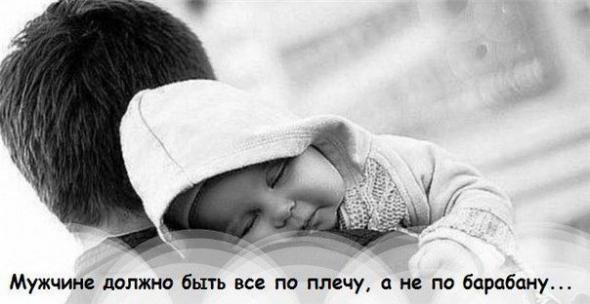 Мужчине должно быть все по плечу, а не по барабану...